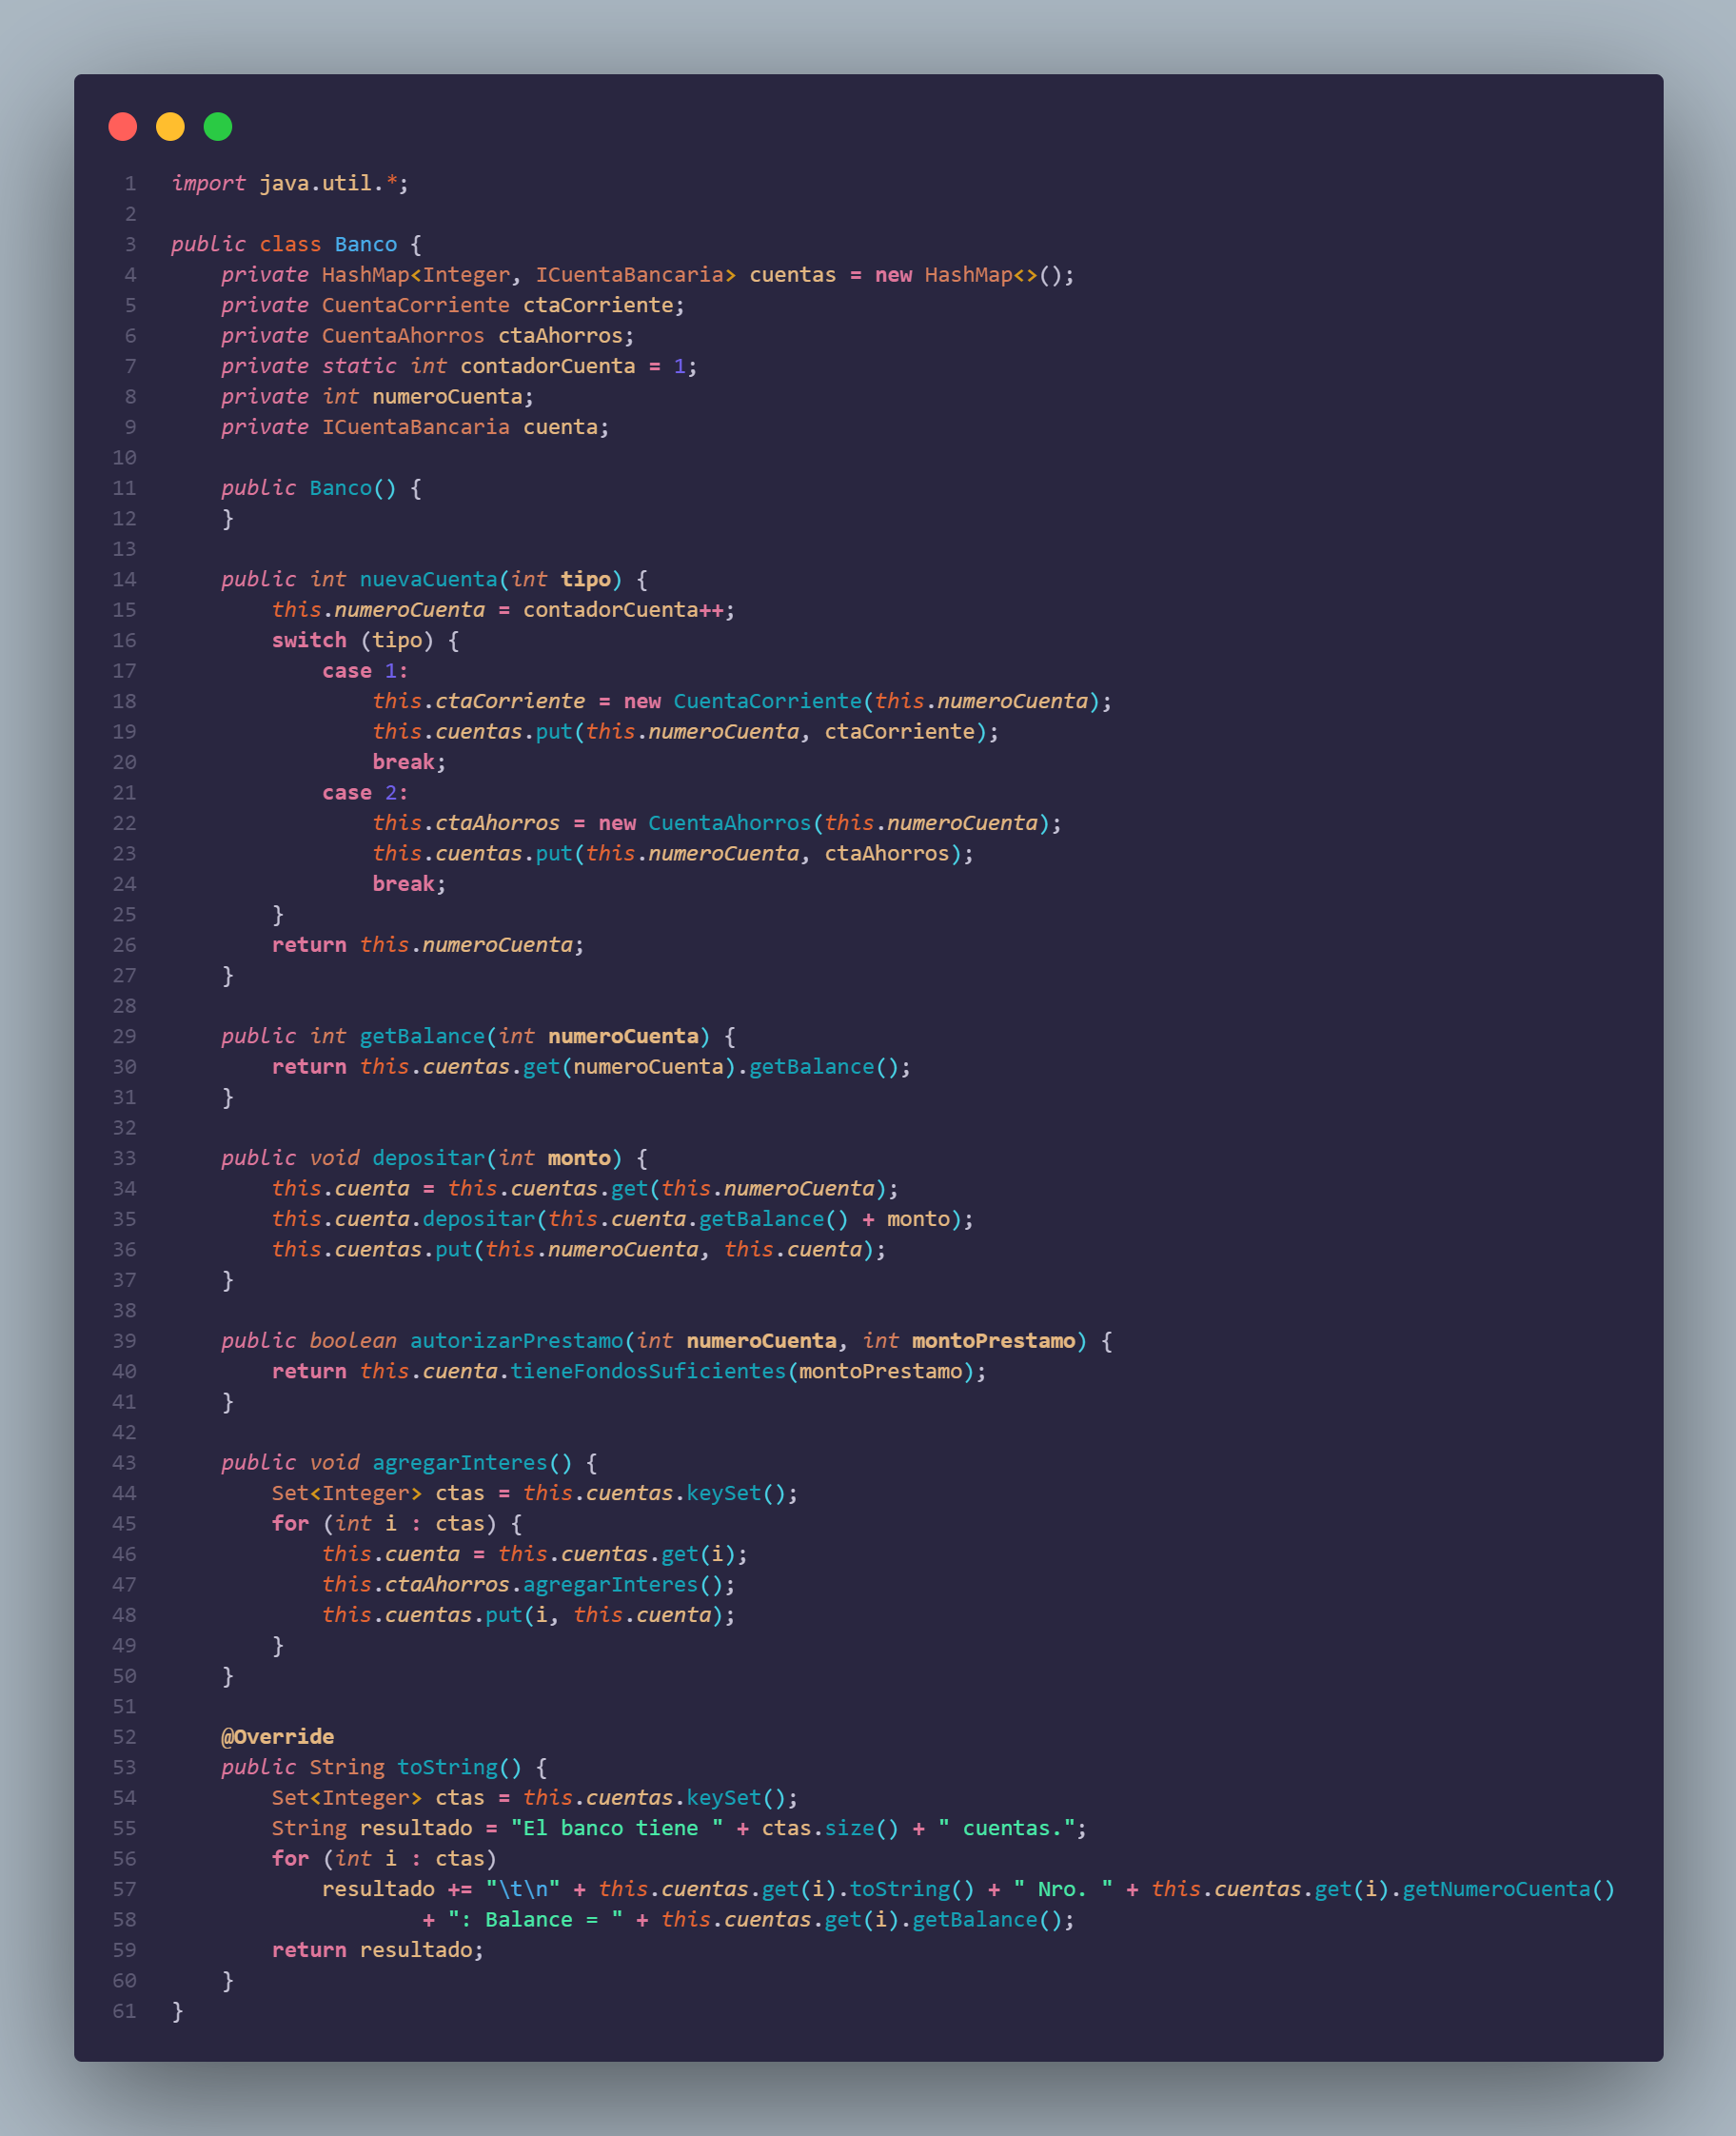 1 import java.util.*;
2
3 public class Banco {
4     private HashMap<Integer, ICuentaBancaria> cuentas = new HashMap<>();
5     private CuentaCorriente ctaCorriente;
6     private CuentaAhorros ctaAhorros;
7     private static int contadorCuenta = 1;
8     private int numeroCuenta;
9     private ICuentaBancaria cuenta;
10
11     public Banco() {
12     }
13
14     public int nuevaCuenta(int tipo) {
15         this.numeroCuenta = contadorCuenta++;
16         switch (tipo) {
17             case 1:
18                 this.ctaCorriente = new CuentaCorriente(this.numeroCuenta);
19                 this.cuentas.put(this.numeroCuenta, ctaCorriente);
20                 break;
21             case 2:
22                 this.ctaAhorros = new CuentaAhorros(this.numeroCuenta);
23                 this.cuentas.put(this.numeroCuenta, ctaAhorros);
24                 break;
25         }
26         return this.numeroCuenta;
27     }
28
29     public int getBalance(int numeroCuenta) {
30         return this.cuentas.get(numeroCuenta).getBalance();
31     }
32
33     public void depositar(int monto) {
34         this.cuenta = this.cuentas.get(this.numeroCuenta);
35         this.cuenta.depositar(this.cuenta.getBalance() + monto);
36         this.cuentas.put(this.numeroCuenta, this.cuenta);
37     }
38
39     public boolean autorizarPrestamo(int numeroCuenta, int montoPrestamo) {
40         return this.cuenta.tieneFondosSuficientes(montoPrestamo);
41     }
42
43     public void agregarInteres() {
44         Set<Integer> ctas = this.cuentas.keySet();
45         for (int i : ctas) {
46             this.cuenta = this.cuentas.get(i);
47             this.ctaAhorros.agregarInteres();
48             this.cuentas.put(i, this.cuenta);
49         }
50     }
51
52     @Override
53     public String toString() {
54         Set<Integer> ctas = this.cuentas.keySet();
55         String resultado = "El banco tiene " + ctas.size() + " cuentas.";
56         for (int i : ctas)
57             resultado += "\t\n" + this.cuentas.get(i).toString() + " Nro. " + this.cuentas.get(i).getNumeroCuenta()
58                     + ": Balance = " + this.cuentas.get(i).getBalance();
59         return resultado;
60     }
61 }